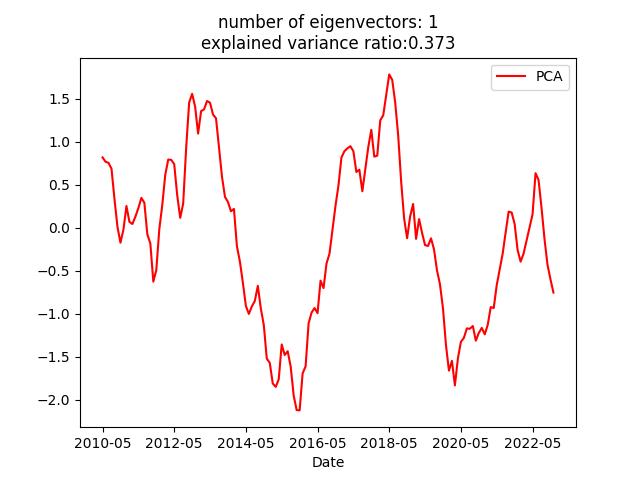 number of eigenvectors: 1
explained variance ratio:0.373
PCA
1.5
1.0
0.5
0.0
−0.5
−1.0
−1.5
−2.0
2010-05 2012-05 2014-05 2016-05 2018-05 2020-05 2022-05
Date